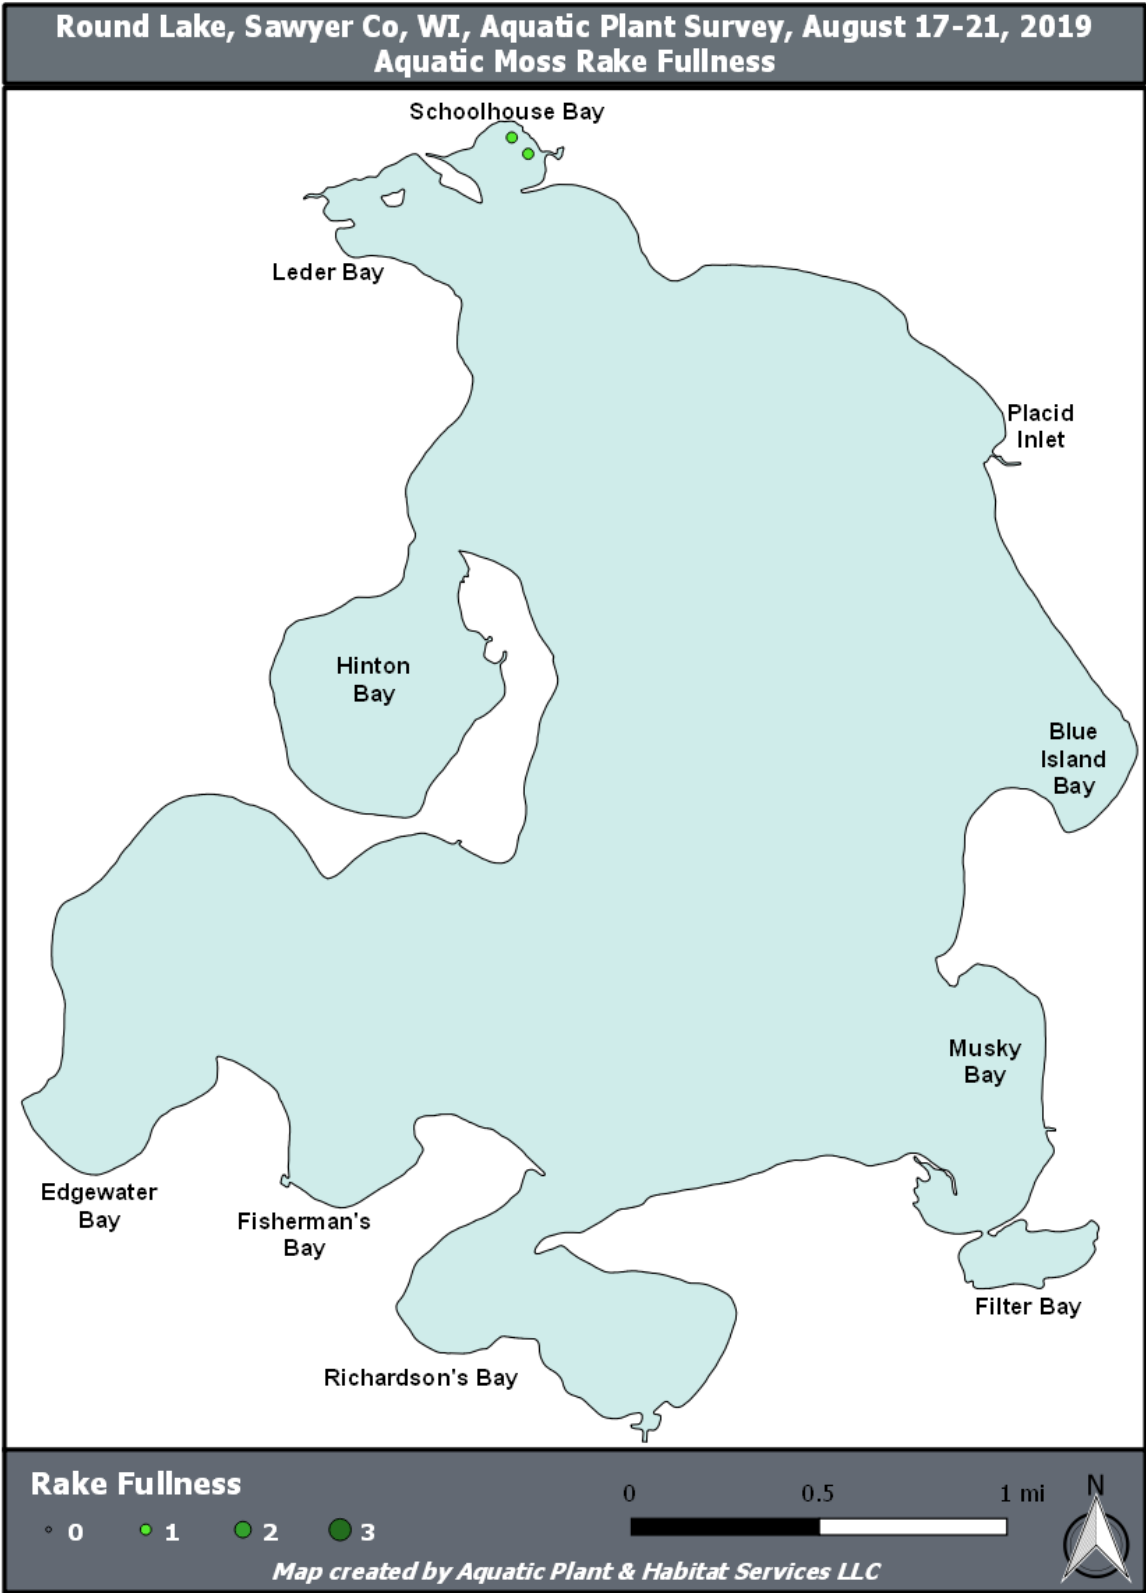 Round Lake, Sawyer Co, WI, Aquatic Plant Survey, August 17-21, 2019
Aquatic Moss Rake Fullness
Schoolhouse Bay
Leder Bay
Placid
Inlet
Hinton
Bay
Blue
Island
Bay
Musky
Bay
Edgewater
Bay
Fisherman's
Bay
Filter Bay
Richardson's Bay
Rake Fullness
0 1 2 3
0 0.5 1 mi
N
Map created by Aquatic Plant & Habitat Services LLC